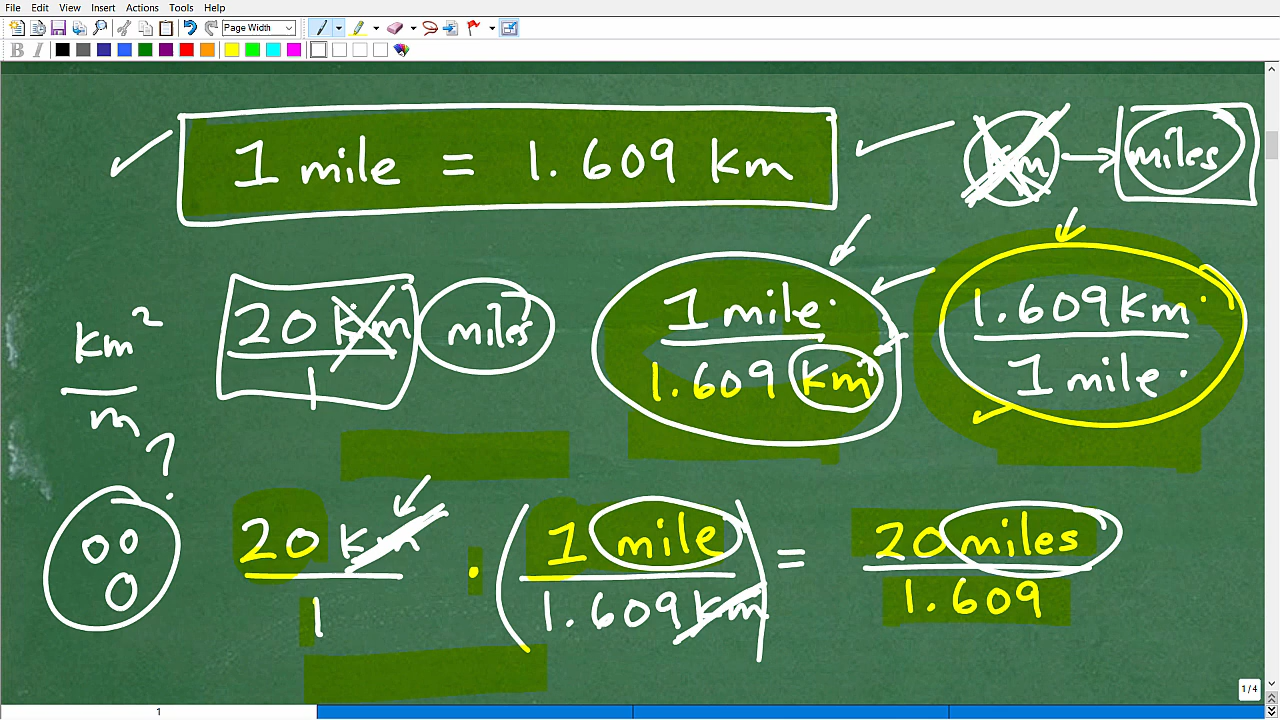 File Edit View Insert Actions Tools Help
Page Width
B I
1 mile = 1.609 Km
Km → miles
20 Km miles
1
1 mile
1.609 Km
1.609 Km
1 mile
Km²
m
?
20 Km · ( 1 mile ) = 20 miles
1 1.609 Km 1.609
1/4
1